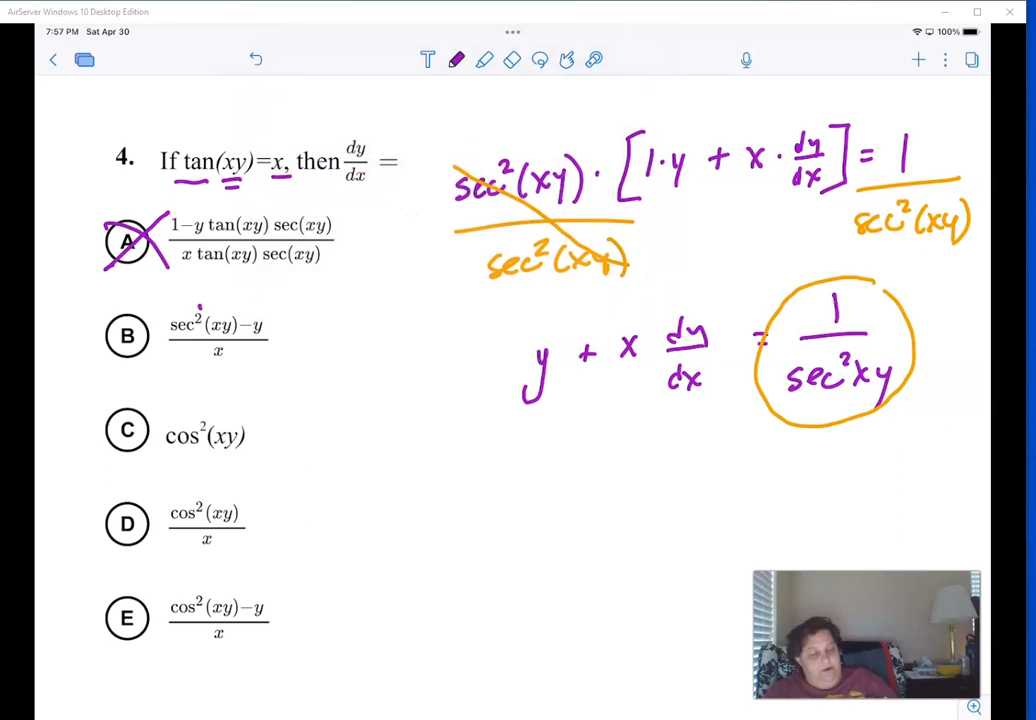 AirServer Windows 10 Desktop Edition
7:57 PM Sat Apr 30
100%
T
4. If tan(xy)=x, then dy/dx =
A (1−y tan(xy) sec(xy))/(x tan(xy) sec(xy))
B (sec²(xy)−y)/x
C cos²(xy)
D cos²(xy)/x
E (cos²(xy)−y)/x
sec²(xy) · [1·y + x · dy/dx] = 1
sec²(xy) sec²(xy)
y + x dy/dx = 1/sec²xy